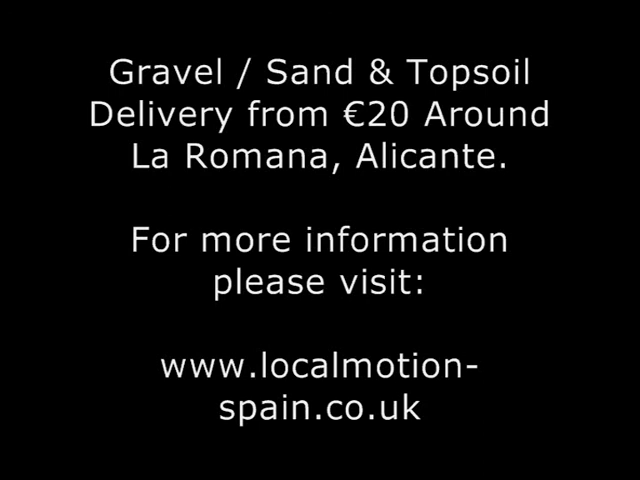 Gravel / Sand & Topsoil
Delivery from €20 Around
La Romana, Alicante.
For more information
please visit:
www.localmotion-
spain.co.uk